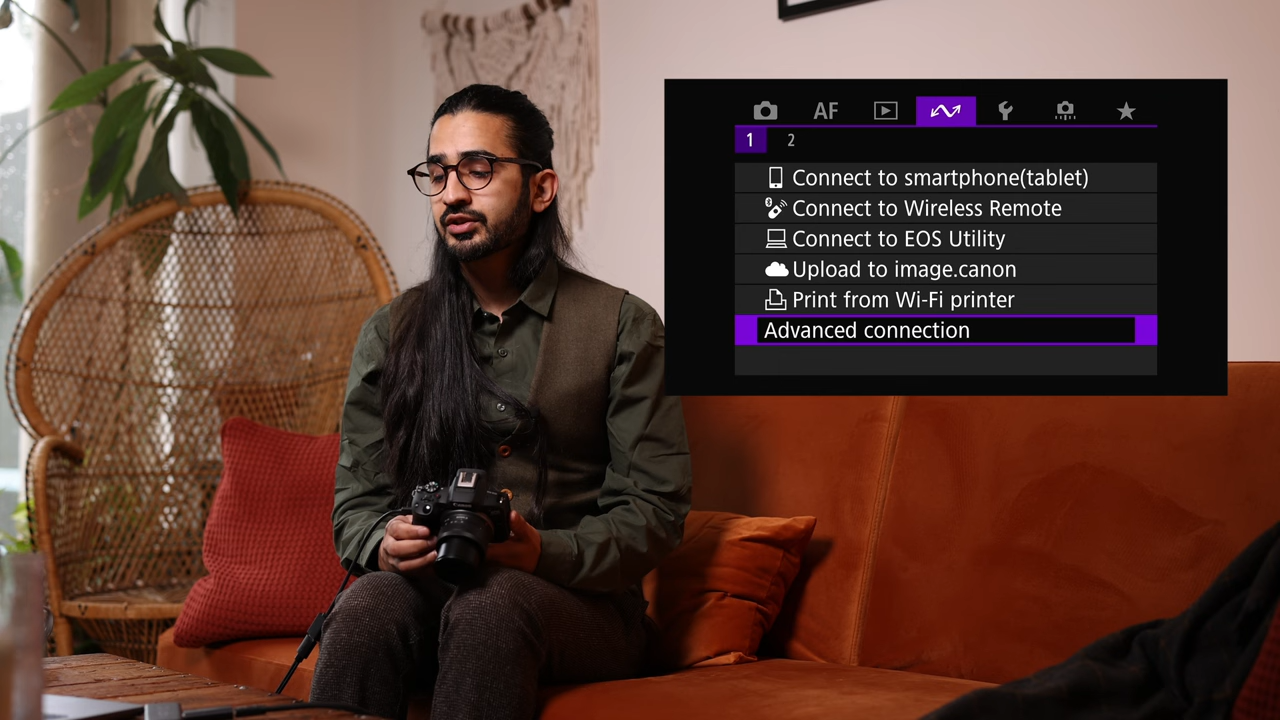 AF
1 2
Connect to smartphone(tablet)
Connect to Wireless Remote
Connect to EOS Utility
Upload to image.canon
Print from Wi-Fi printer
Advanced connection